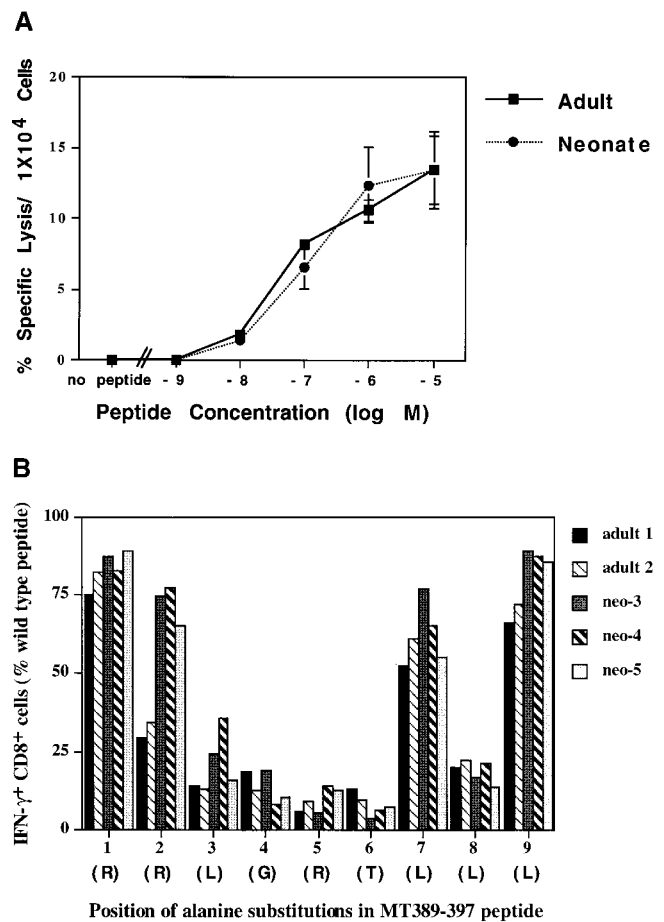 A
% Specific Lysis/ 1X10⁴ Cells
20
15
10
5
0
no peptide
- 9
- 8
- 7
- 6
- 5
Peptide Concentration (log M)
Adult
Neonate
B
IFN-γ⁺ CD8⁺ cells (% wild type peptide)
100
75
50
25
0
1 2 3 4 5 6 7 8 9
(R) (R) (L) (G) (R) (T) (L) (L) (L)
Position of alanine substitutions in MT389-397 peptide
adult 1
adult 2
neo-3
neo-4
neo-5